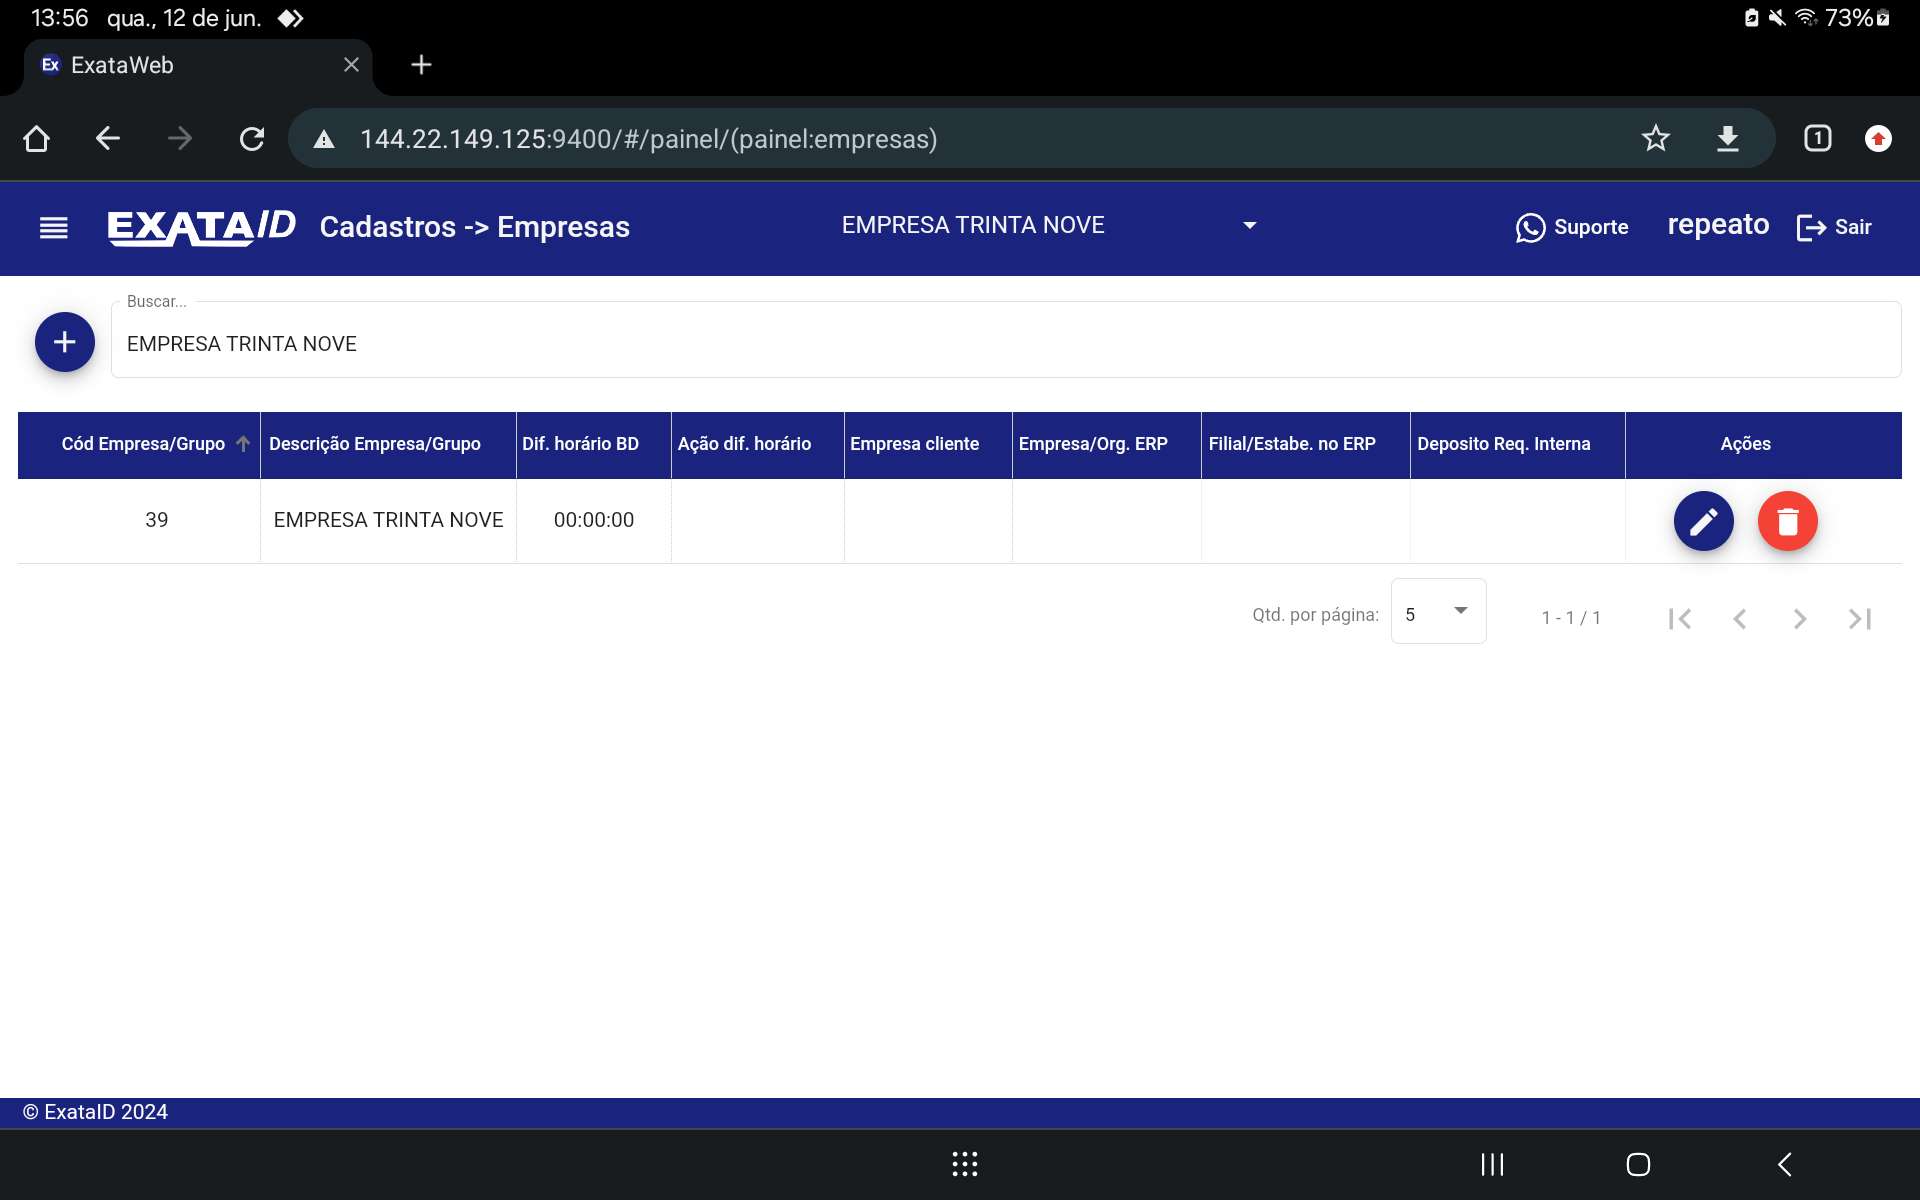 13:56 qua., 12 de jun. 73%
Ex ExataWeb
144.22.149.125:9400/#/painel/(painel:empresas) 1
EXATAID Cadastros -> Empresas EMPRESA TRINTA NOVE Suporte repeato Sair
Buscar...
EMPRESA TRINTA NOVE
Cód Empresa/Grupo Descrição Empresa/Grupo Dif. horário BD Ação dif. horário Empresa cliente Empresa/Org. ERP Filial/Estabe. no ERP Deposito Req. Interna Ações
39 EMPRESA TRINTA NOVE 00:00:00
Qtd. por página: 5 1 - 1 / 1
© ExataID 2024